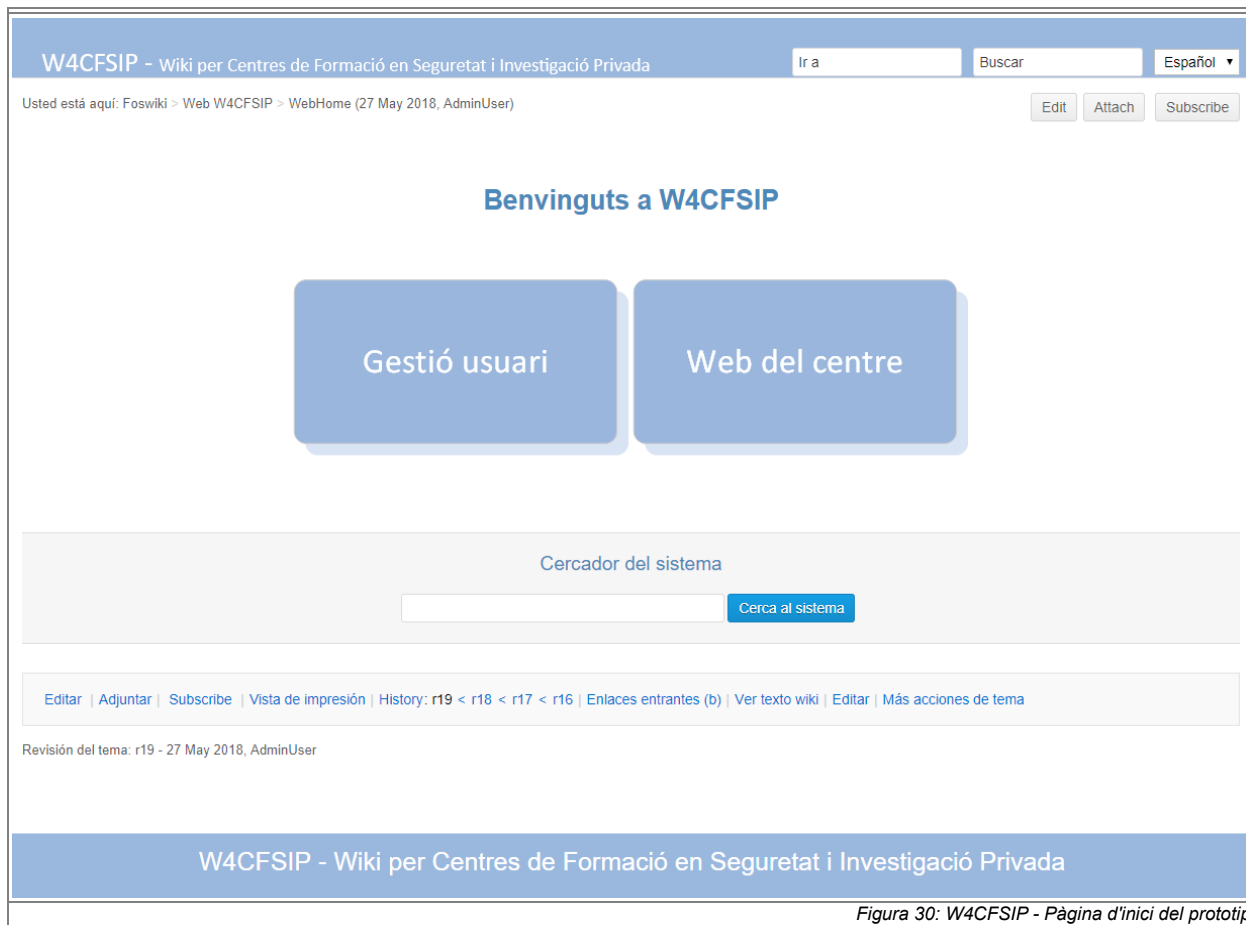 W4CFSIP - Wiki per Centres de Formació en Seguretat i Investigació Privada
Ir a
Buscar
Español
Usted está aquí: Foswiki > Web W4CFSIP > WebHome (27 May 2018, AdminUser)
Edit
Attach
Subscribe
Benvinguts a W4CFSIP
Gestió usuari
Web del centre
Cercador del sistema
Cerca al sistema
Editar | Adjuntar | Subscribe | Vista de impresión | History: r19 < r18 < r17 < r16 | Enlaces entrantes (b) | Ver texto wiki | Editar | Más acciones de tema
Revisión del tema: r19 - 27 May 2018, AdminUser
W4CFSIP - Wiki per Centres de Formació en Seguretat i Investigació Privada
Figura 30: W4CFSIP - Pàgina d'inici del prototip